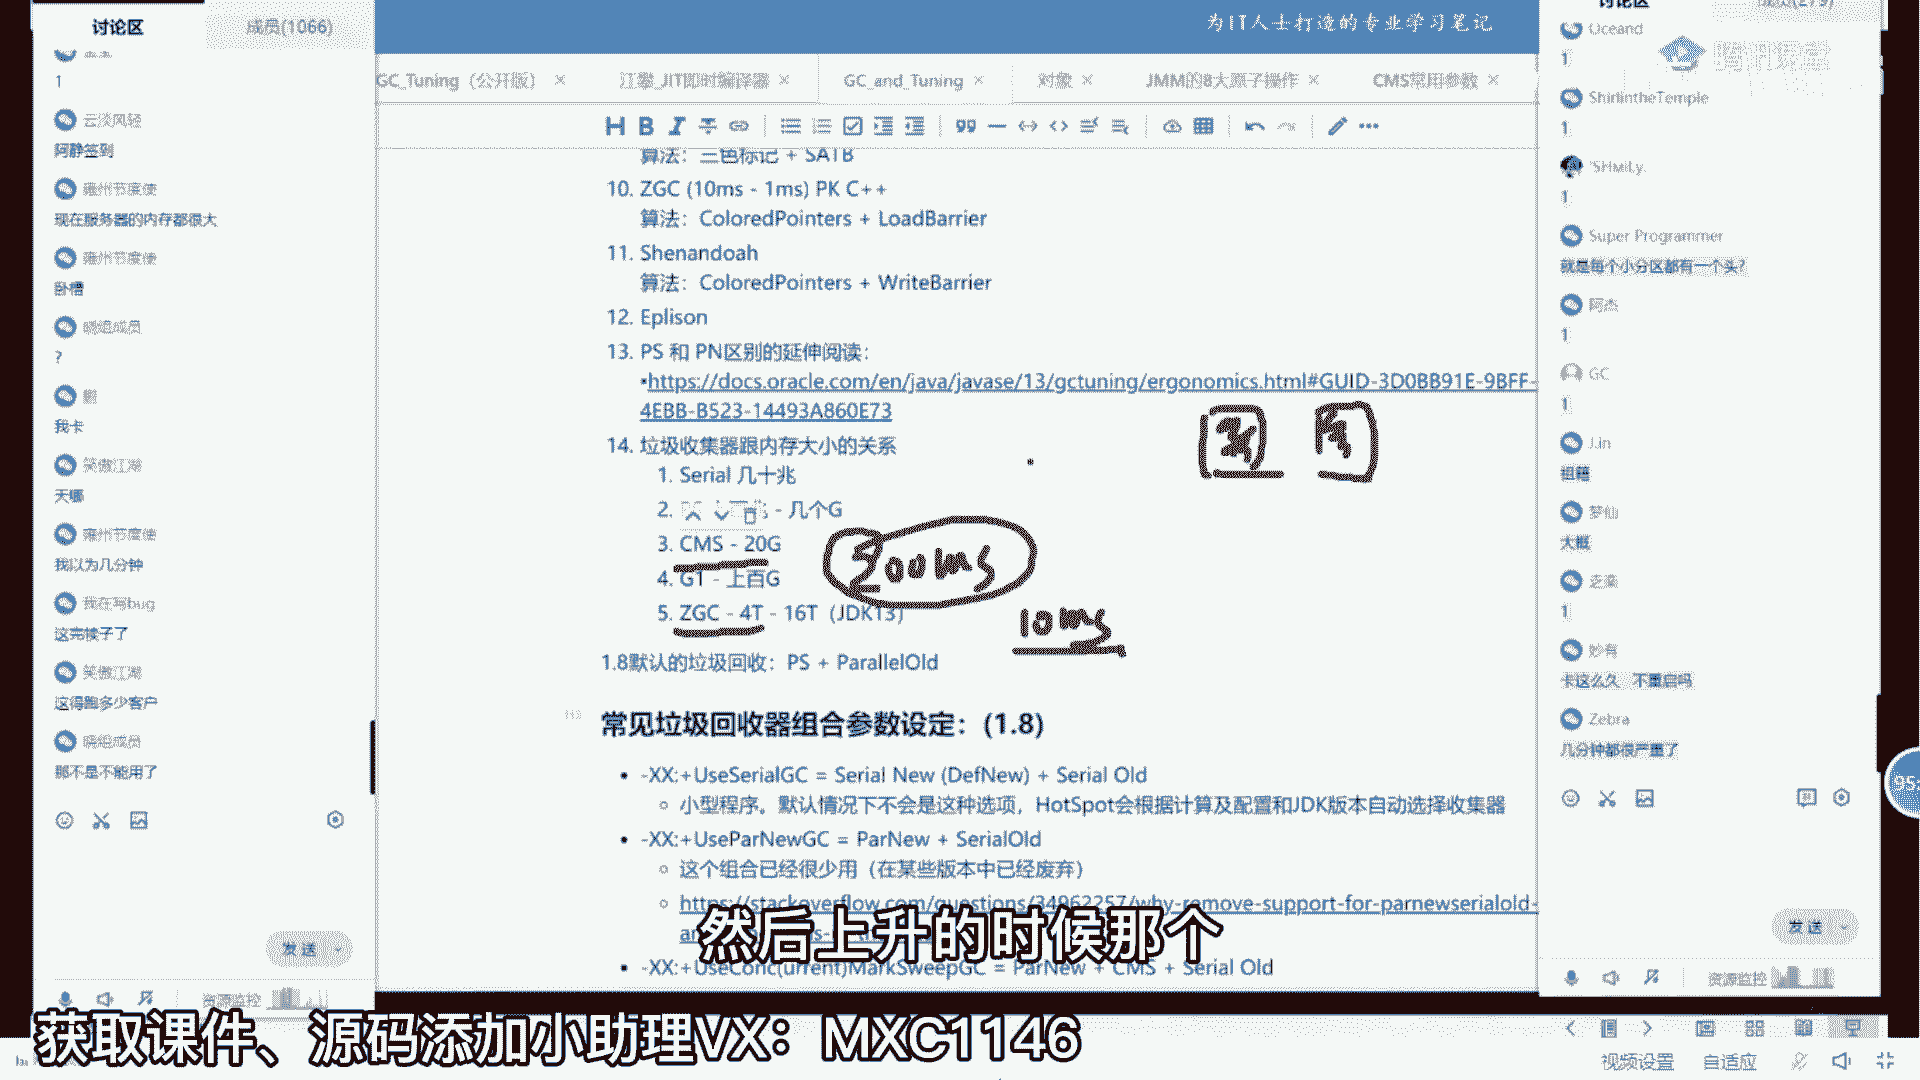 讨论区
成员(1066)
1
云淡风轻
阿静签到
雍州节度使
现在服务器的内存都很大
雍州节度使
卧槽
晓组成员
?
我卡
笑傲江湖
天哪
雍州节度使
我以为几分钟
我在写bug
这完犊子了
笑傲江湖
这得跑多少客户
晓组成员
那不是不能用了
发 送
资源监控
为IT人士打造的专业学习笔记
GC_Tuning（公开版） ×
江攀_JIT即时编译器 ×
GC_and_Tuning ×
对象 ×
JMM的8大原子操作 ×
CMS常用参数 ×
算法：三色标记 + SATB
10. ZGC (10ms - 1ms) PK C++
算法：ColoredPointers + LoadBarrier
11. Shenandoah
算法：ColoredPointers + WriteBarrier
12. Eplison
13. PS 和 PN区别的延伸阅读：
•https://docs.oracle.com/en/java/javase/13/gctuning/ergonomics.html#GUID-3D0BB91E-9BFF-
4EBB-B523-14493A860E73
14. 垃圾收集器跟内存大小的关系
1. Serial 几十兆
2. - 几个G
3. CMS - 20G
200ms
4. G1 - 上百G
5. ZGC - 4T - 16T（JDK13）
10ms
1.8默认的垃圾回收：PS + ParallelOld
常见垃圾回收器组合参数设定：(1.8)
• -XX:+UseSerialGC = Serial New (DefNew) + Serial Old
小型程序。默认情况下不会是这种选项，HotSpot会根据计算及配置和JDK版本自动选择收集器
• -XX:+UseParNewGC = ParNew + SerialOld
这个组合已经很少用（在某些版本中已经废弃）
https://stackoverflow.com/questions/34962257/why-remove-support-for-parnewserialold-
• -XX:+UseConc(urrent)MarkSweepGC = ParNew + CMS + Serial Old
然后上升的时候那个
获取课件、源码添加小助理VX：MXC1146
讨论区
成员(279)
腾讯课堂
Oceand
1
ShirlintheTemple
1
'SHmiLy.
1
Super Programmer
就是每个小分区都有一个头？
阿杰
1
GC
1
J.in
组籍
梦仙
大概
1
妙有
卡这么久 不重启吗
Zebra
几分钟都很严重了
发 送
资源监控
视频设置
自适应